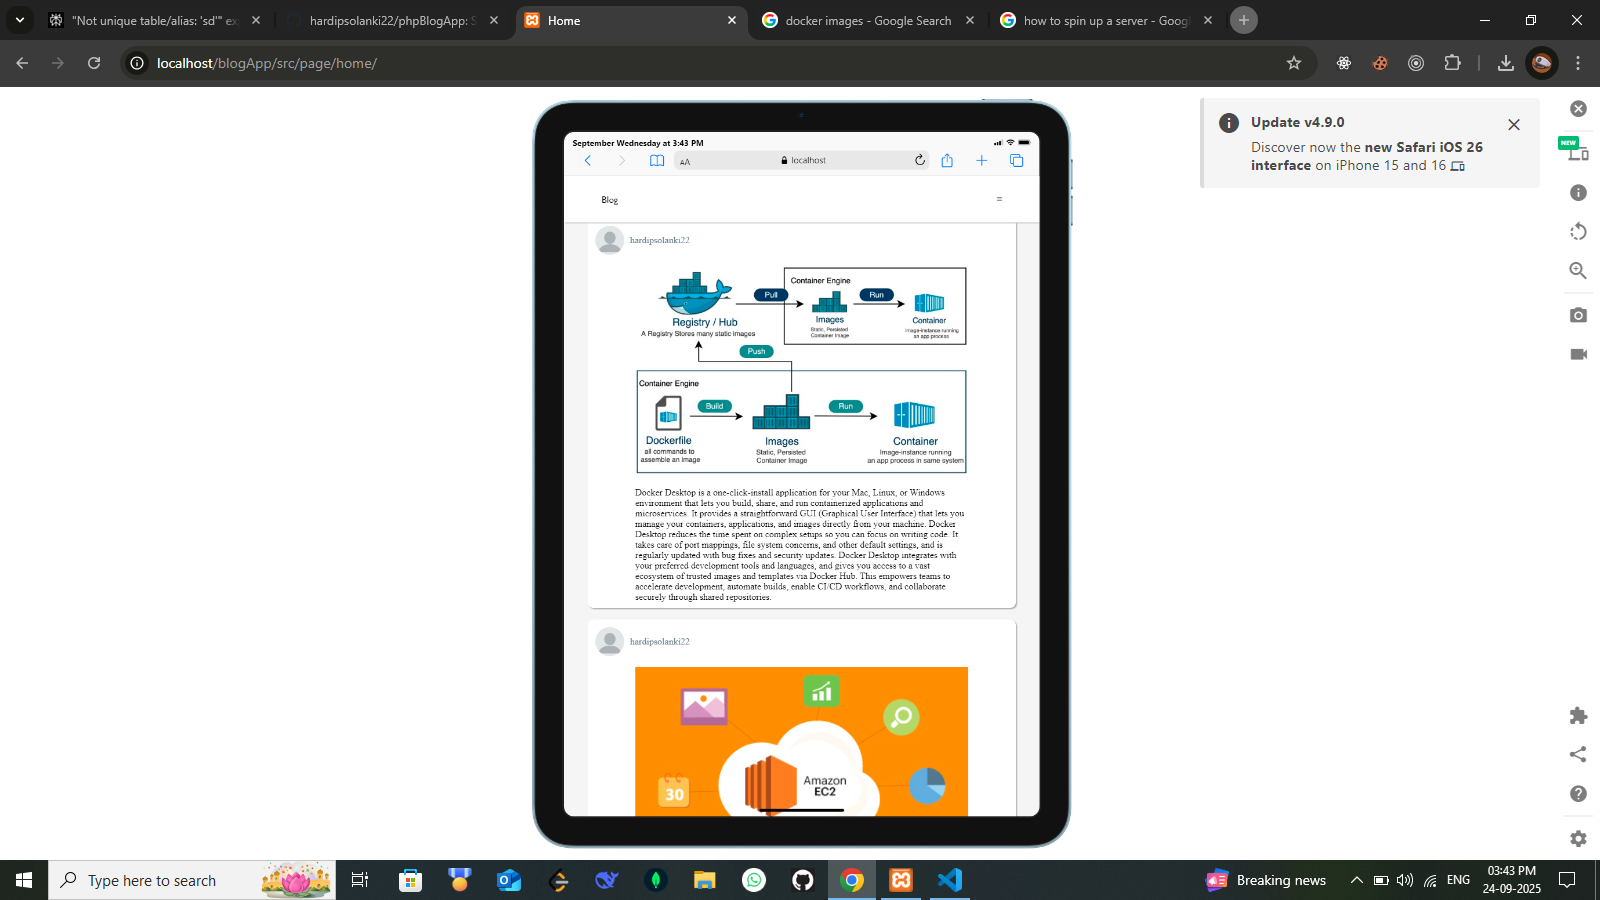 "Not unique table/alias: 'sd'" ex
hardipsolanki22/phpBlogApp: S
Home
docker images - Google Search
how to spin up a server - Googl
localhost/blogApp/src/page/home/
Update v4.9.0
Discover now the new Safari iOS 26
interface on iPhone 15 and 16
NEW
September Wednesday at 3:43 PM
AA
localhost
Blog
hardipsolanki22
Container Engine
Pull
Run
Images
Static, Persisted
Container Image
Container
Image-instance running
an app process
Registry / Hub
A Registry Stores many static images
Push
Container Engine
Build
Run
Dockerfile
all commands to
assemble an image
Images
Static, Persisted
Container Image
Container
Image-instance running
an app process in same system
Docker Desktop is a one-click-install application for your Mac, Linux, or Windows
environment that lets you build, share, and run containerized applications and
microservices. It provides a straightforward GUI (Graphical User Interface) that lets you
manage your containers, applications, and images directly from your machine. Docker
Desktop reduces the time spent on complex setups so you can focus on writing code. It
takes care of port mappings, file system concerns, and other default settings, and is
regularly updated with bug fixes and security updates. Docker Desktop integrates with
your preferred development tools and languages, and gives you access to a vast
ecosystem of trusted images and templates via Docker Hub. This empowers teams to
accelerate development, automate builds, enable CI/CD workflows, and collaborate
securely through shared repositories.
hardipsolanki22
30
Amazon
EC2
Type here to search
Breaking news
ENG
03:43 PM
24-09-2025